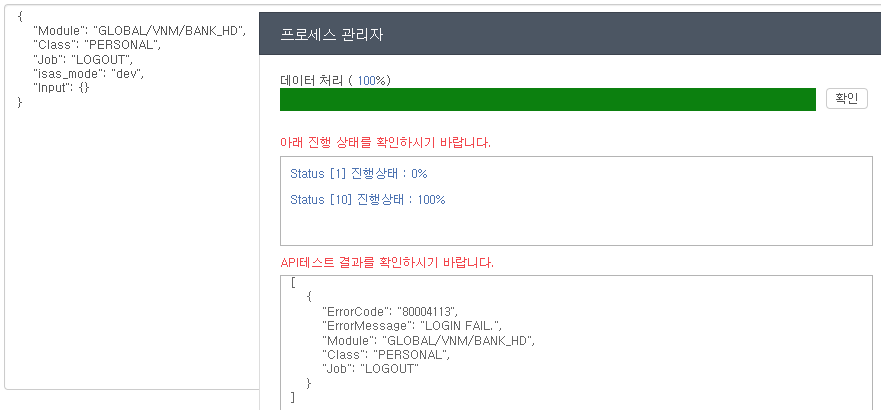 {
"Module": "GLOBAL/VNM/BANK_HD",
"Class": "PERSONAL",
"Job": "LOGOUT",
"isas_mode": "dev",
"Input": {}
}
프로세스 관리자
데이터 처리 ( 100%)
확인
아래 진행 상태를 확인하시기 바랍니다.
Status [1] 진행상태 : 0%
Status [10] 진행상태 : 100%
API테스트 결과를 확인하시기 바랍니다.
[
{
"ErrorCode": "80004113",
"ErrorMessage": "LOGIN FAIL.",
"Module": "GLOBAL/VNM/BANK_HD",
"Class": "PERSONAL",
"Job": "LOGOUT"
}
]